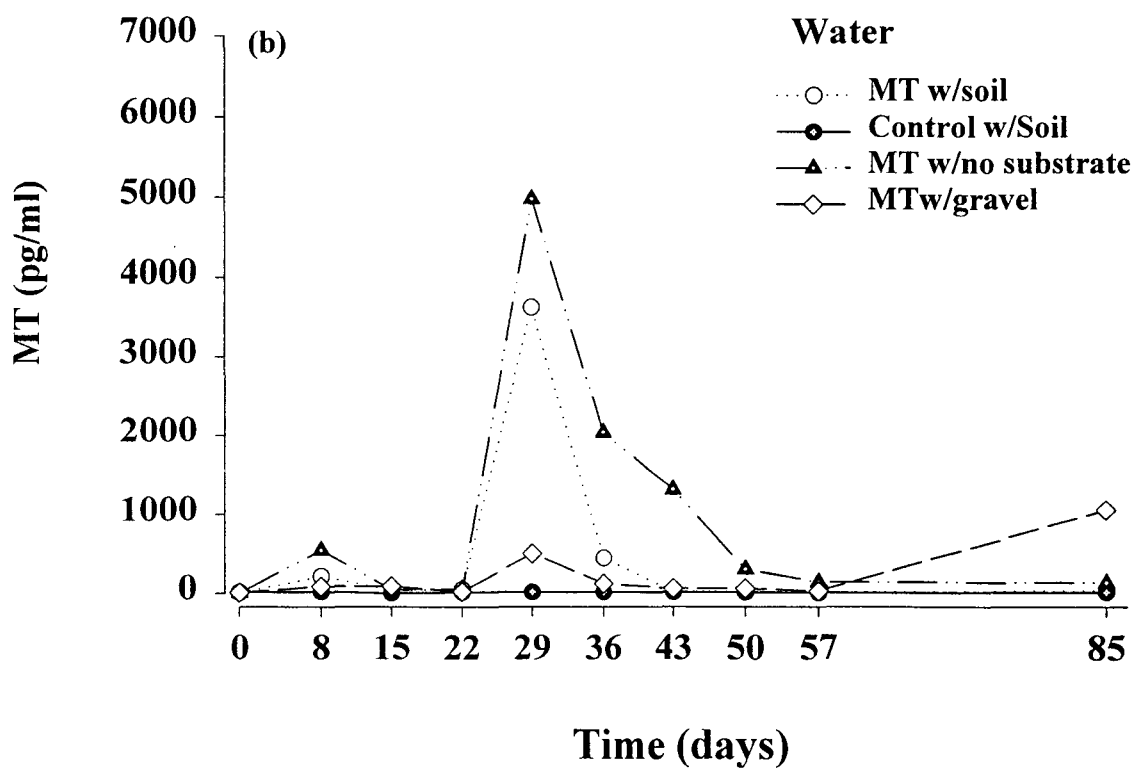 (b)
Water
MT w/soil
Control w/Soil
MT w/no substrate
MTw/gravel
MT (pg/ml)
7000
6000
5000
4000
3000
2000
1000
0
0 8 15 22 29 36 43 50 57 85
Time (days)